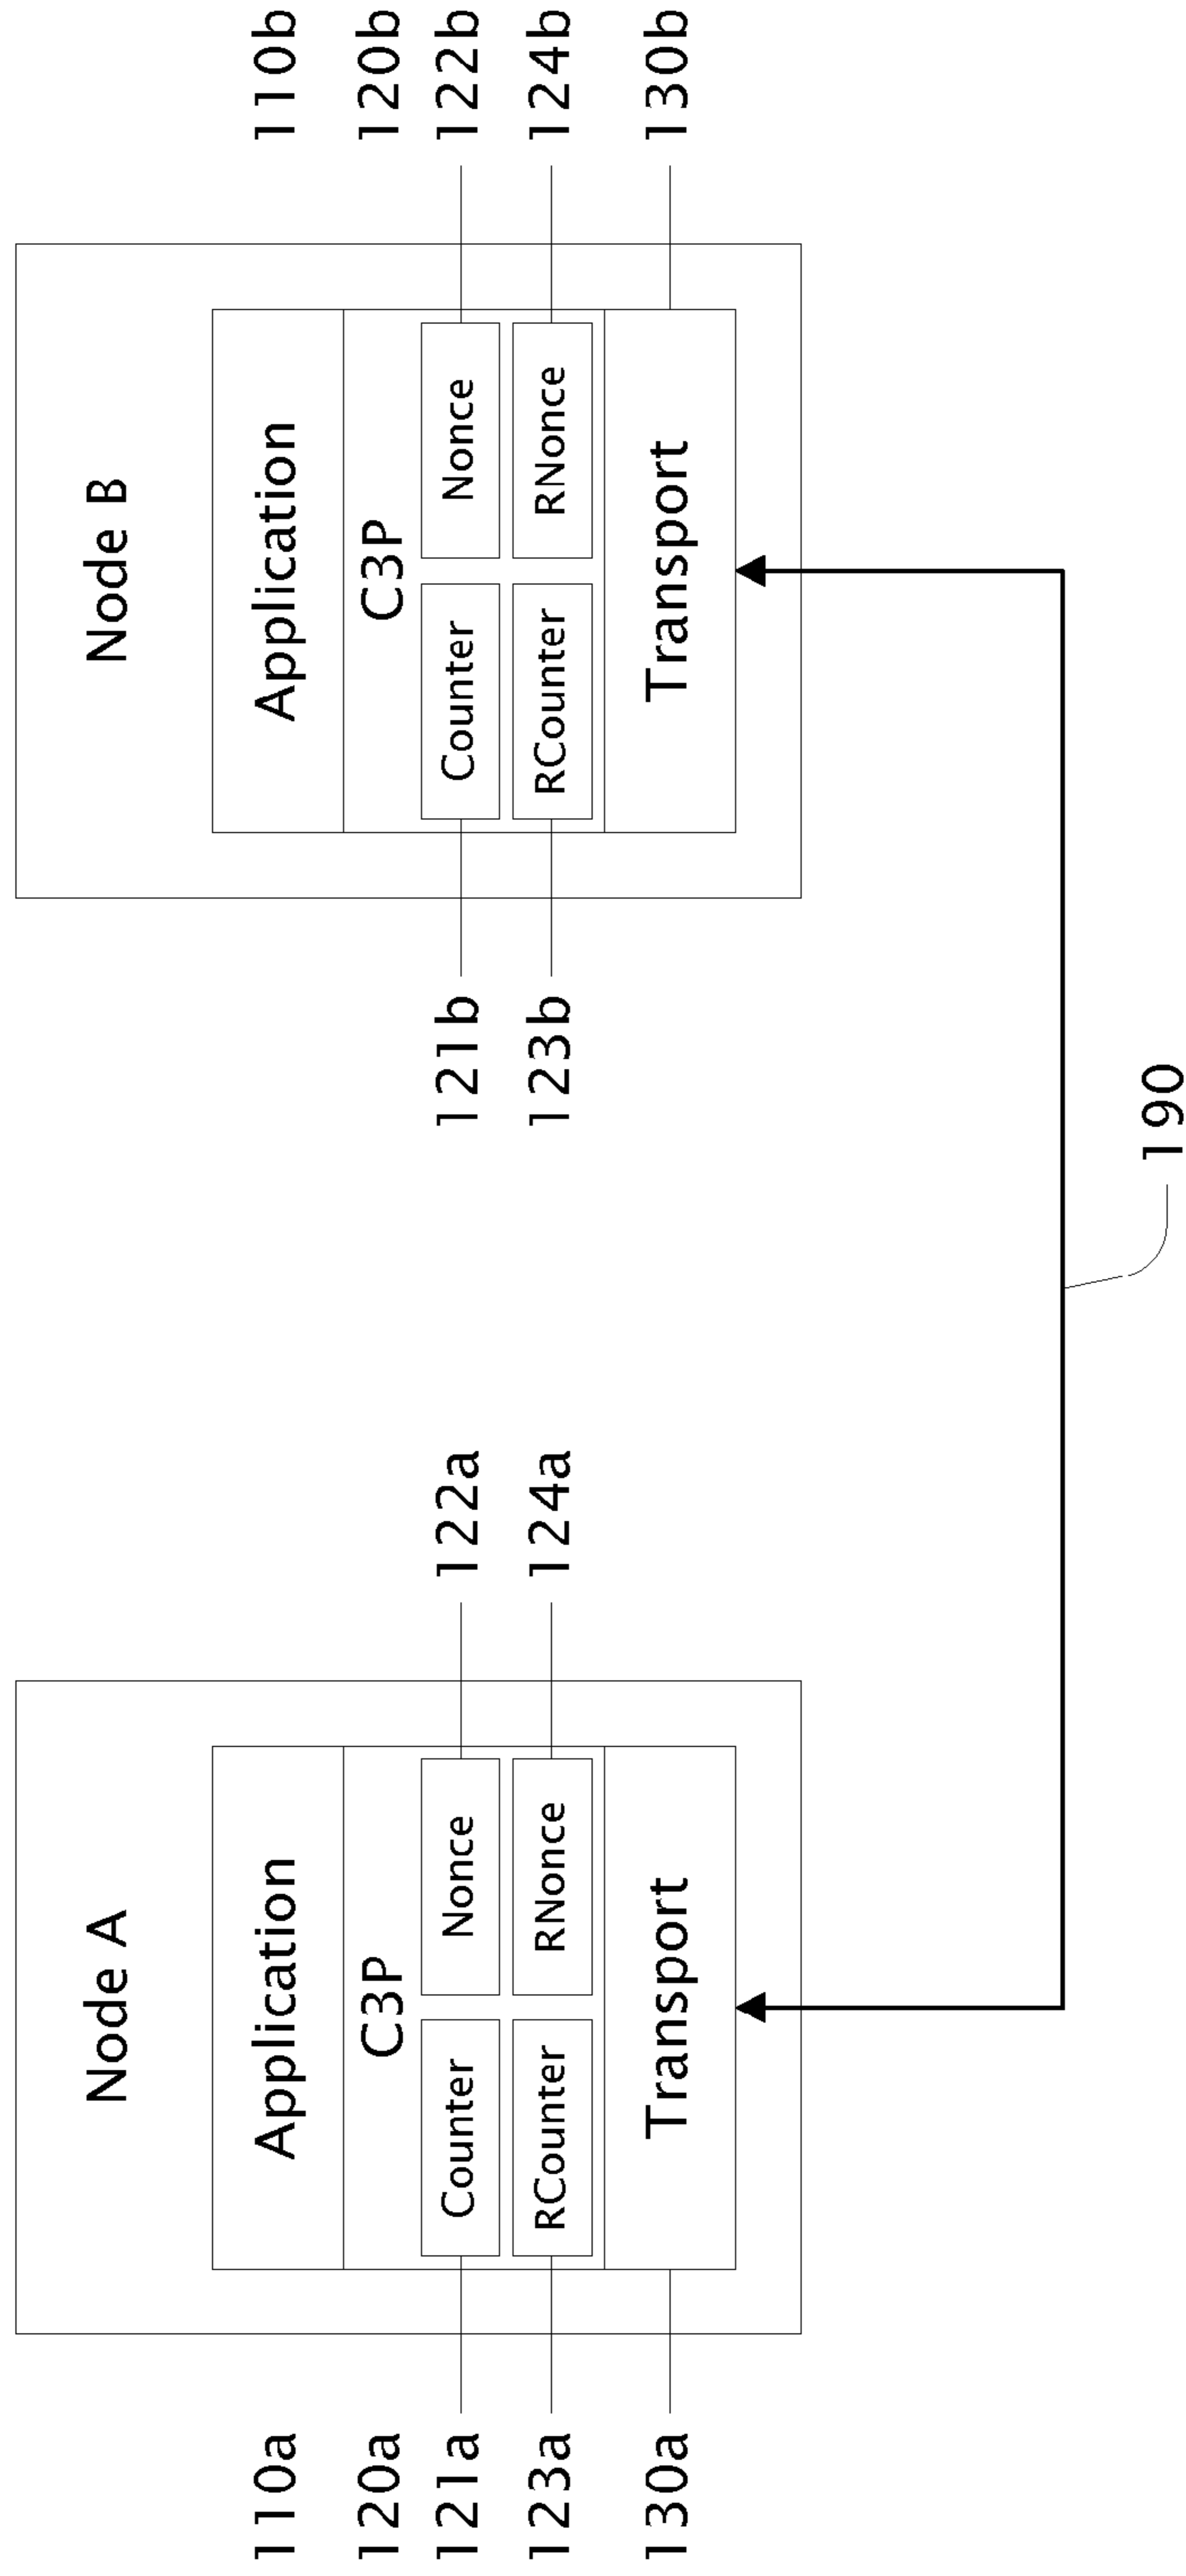 Node A Node B
110a Application Application 110b
120a C3P C3P 120b
121a Counter Nonce 122a 121b Counter Nonce 122b
123a RCounter RNonce 124a 123b RCounter RNonce 124b
130a Transport Transport 130b
190